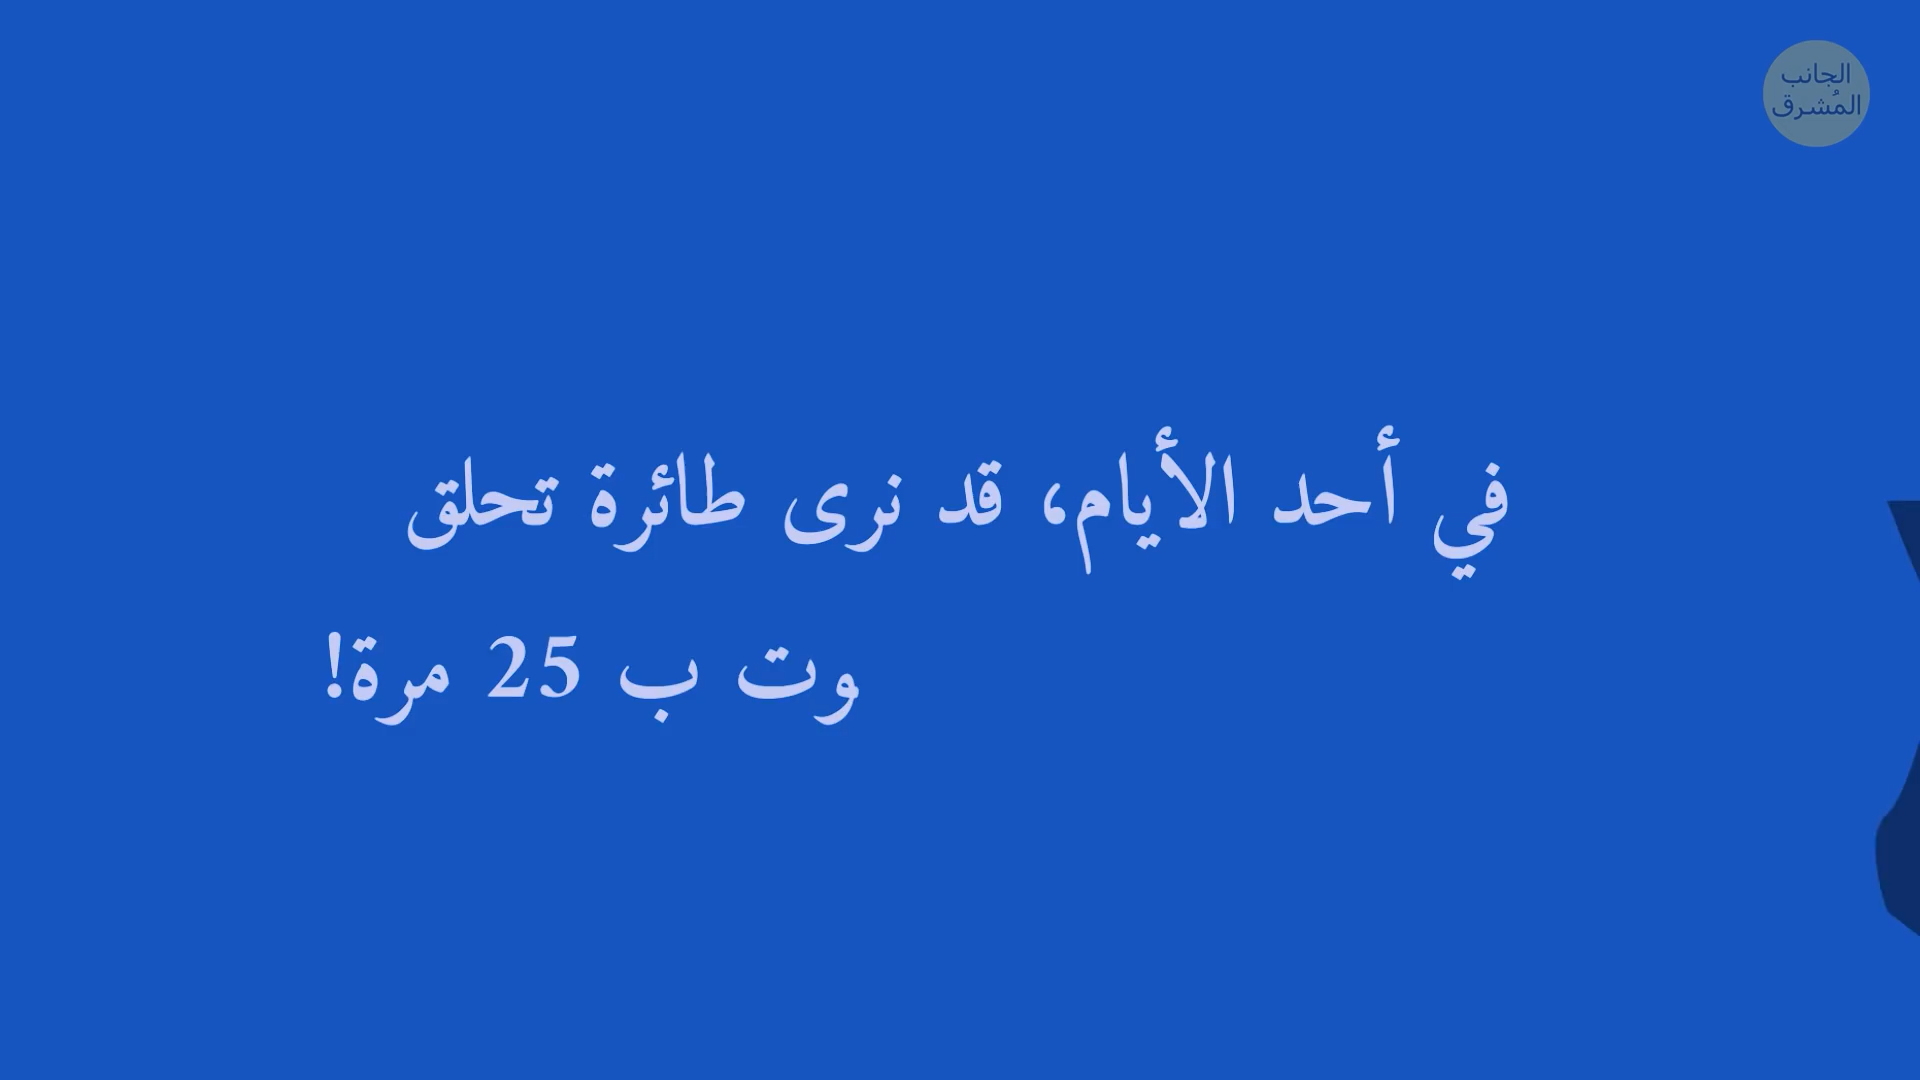 الجانب
المُشرق
في أحد الأيام، قد نرى طائرة تحلق
وت ب 25 مرة!